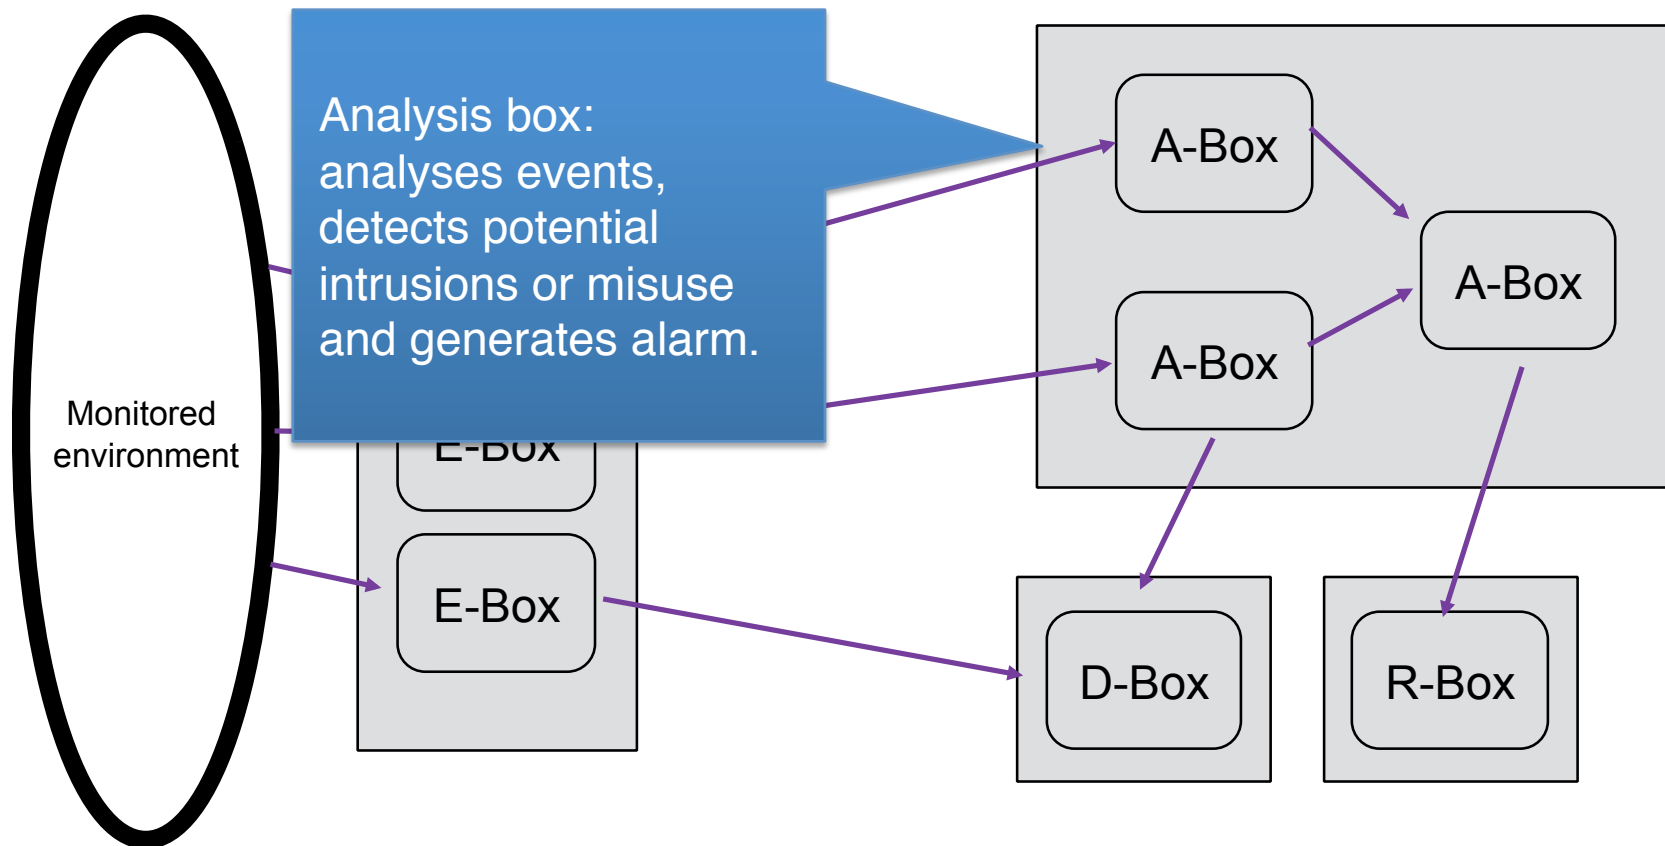 Analysis box:
analyses events,
detects potential
intrusions or misuse
and generates alarm.
Monitored
environment
E-Box
E-Box
A-Box
A-Box
A-Box
D-Box
R-Box